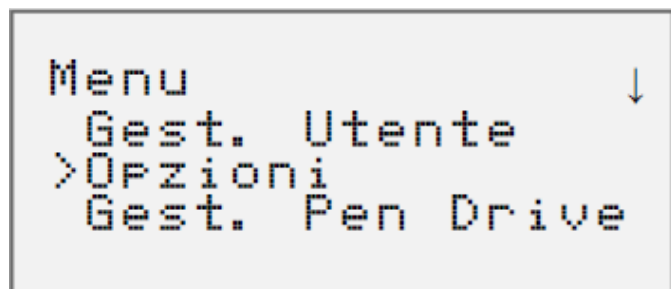 Menu ↓
Gest. Utente
>Opzioni
Gest. Pen Drive